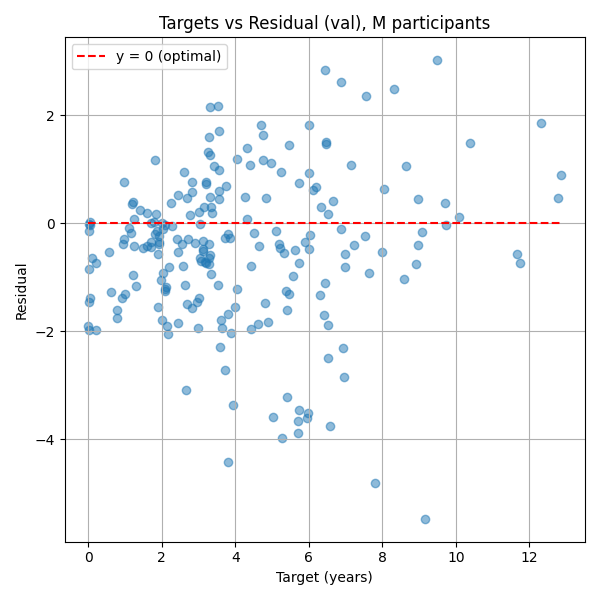 Targets vs Residual (val), M participants
y = 0 (optimal)
Residual
2
0
−2
−4
0 2 4 6 8 10 12
Target (years)